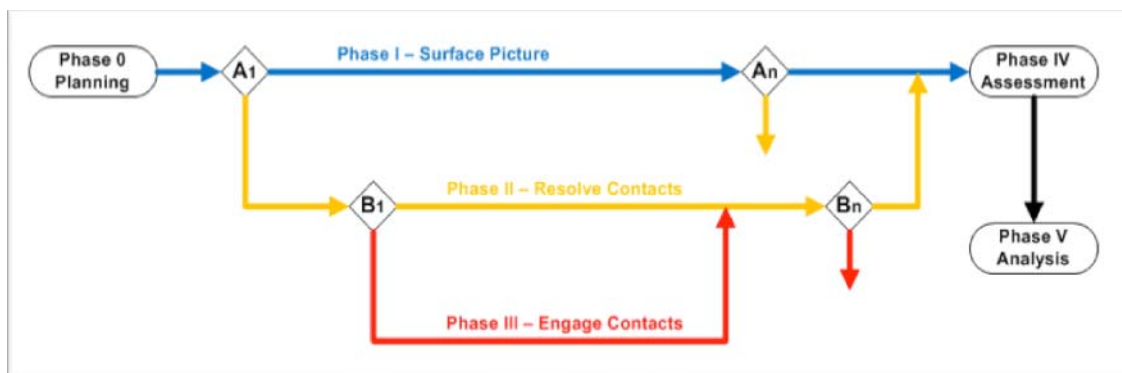 Phase 0
Planning
A1
Phase I – Surface Picture
An
Phase IV
Assessment
B1
Phase II – Resolve Contacts
Bn
Phase V
Analysis
Phase III – Engage Contacts